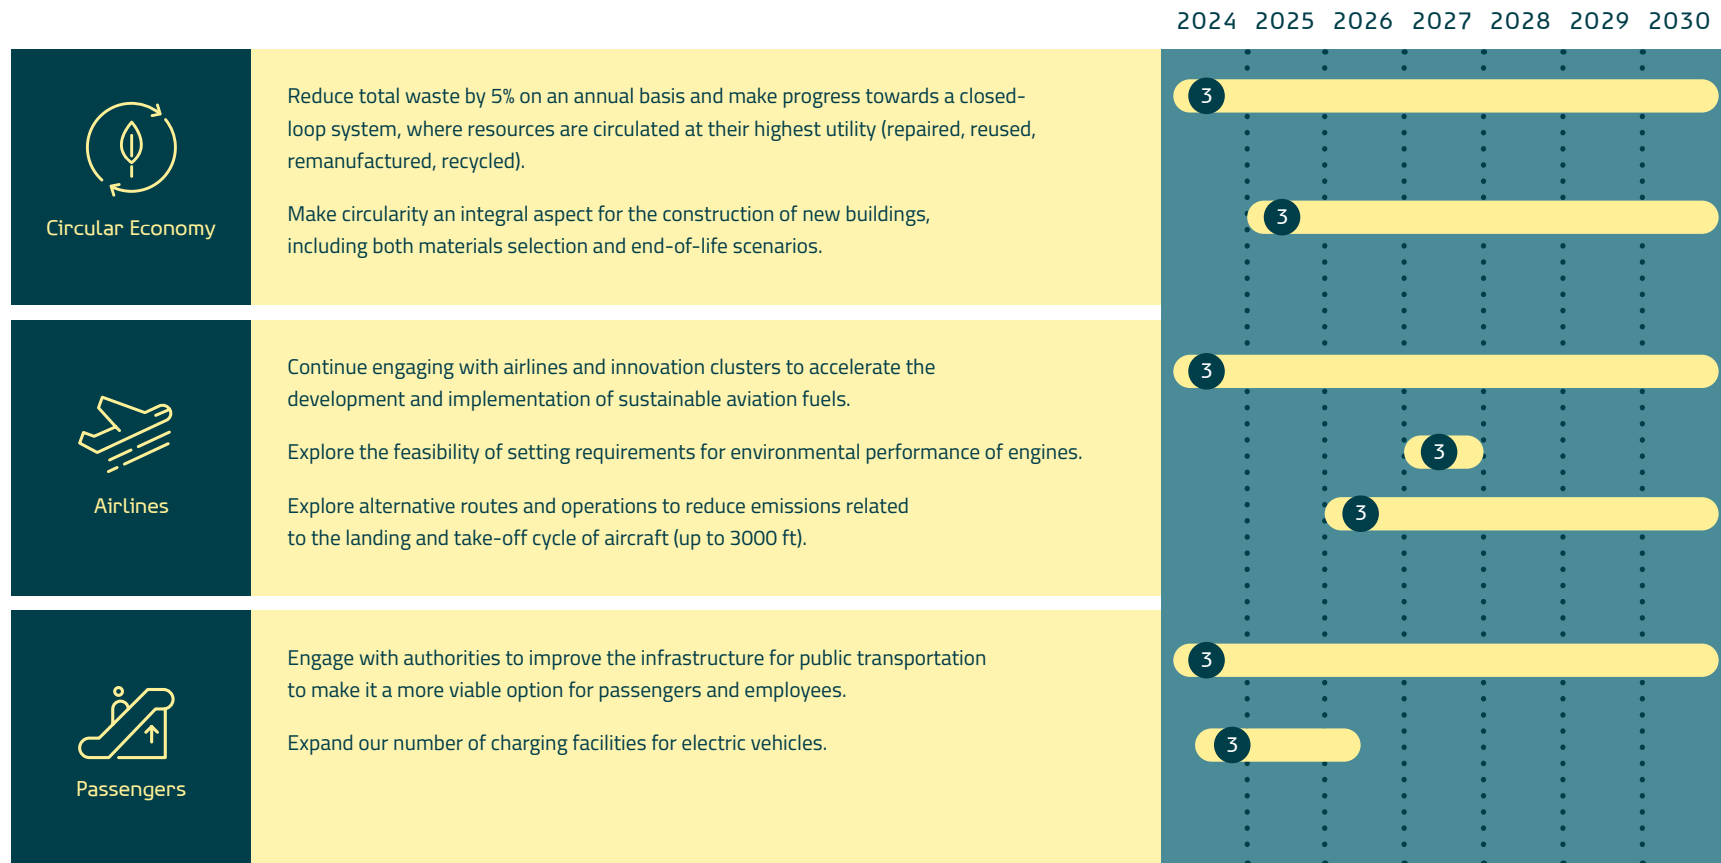 2024 2025 2026 2027 2028 2029 2030
Circular Economy
Reduce total waste by 5% on an annual basis and make progress towards a closed-
loop system, where resources are circulated at their highest utility (repaired, reused,
remanufactured, recycled).
3
Make circularity an integral aspect for the construction of new buildings,
including both materials selection and end-of-life scenarios.
3
Airlines
Continue engaging with airlines and innovation clusters to accelerate the
development and implementation of sustainable aviation fuels.
3
Explore the feasibility of setting requirements for environmental performance of engines.
3
Explore alternative routes and operations to reduce emissions related
to the landing and take-off cycle of aircraft (up to 3000 ft).
3
Passengers
Engage with authorities to improve the infrastructure for public transportation
to make it a more viable option for passengers and employees.
3
Expand our number of charging facilities for electric vehicles.
3